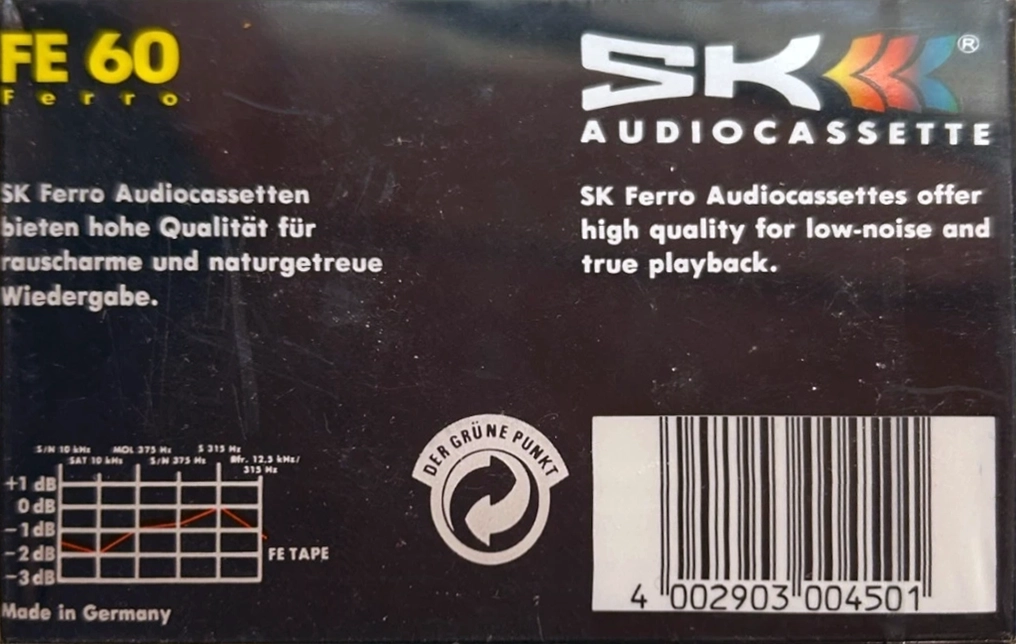 FE 60
Ferro
SK®
AUDIOCASSETTE
SK Ferro Audiocassetten
bieten hohe Qualität für
rauscharme und naturgetreue
Wiedergabe.
SK Ferro Audiocassettes offer
high quality for low-noise and
true playback.
S/N 10 kHz MOL 375 Hz S 315 Hz
SAT 10 kHz S/N 375 Hz Bfr. 12,5 kHz/
315 Hz
+1 dB
0 dB
-1 dB
-2 dB
-3 dB
FE TAPE
Made in Germany
DER GRÜNE PUNKT
4 002903 004501